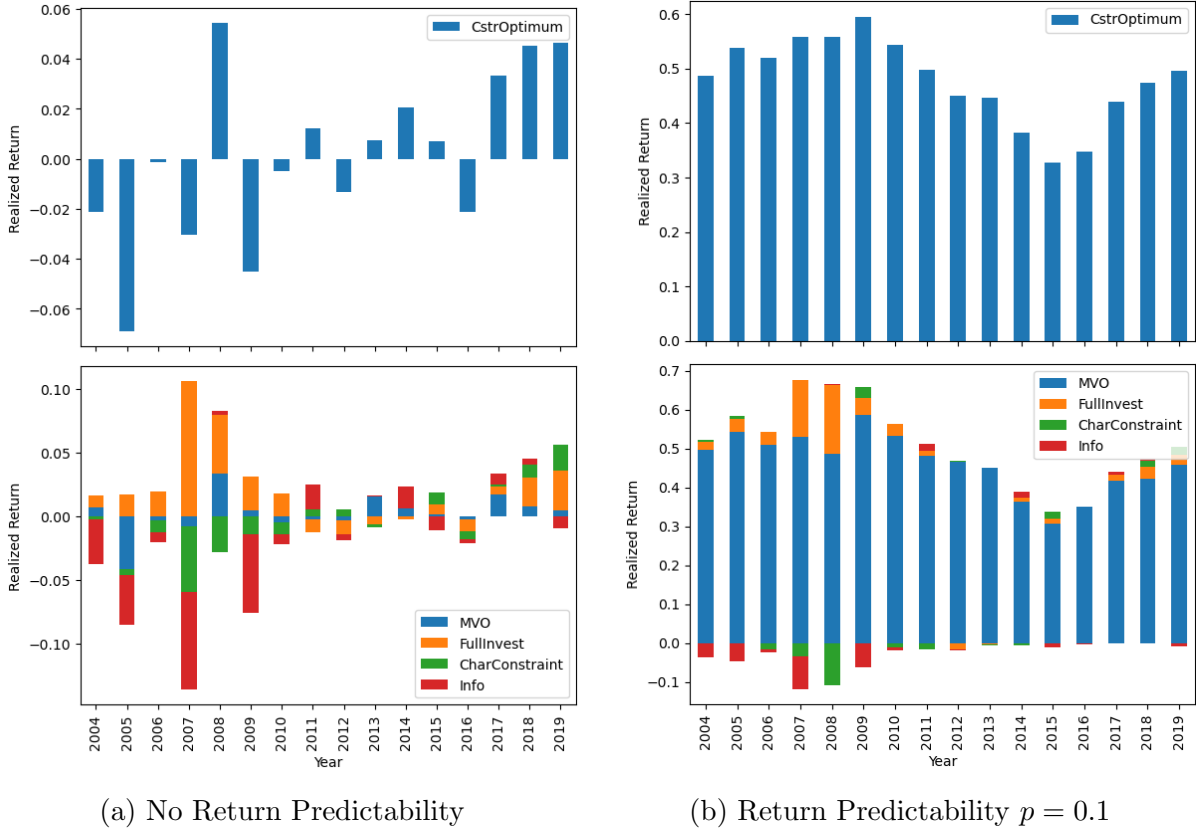 0.06
0.04
0.02
0.00
−0.02
−0.04
−0.06
Realized Return
CstrOptimum
0.10
0.05
0.00
−0.05
−0.10
Realized Return
MVO
FullInvest
CharConstraint
Info
2004 2005 2006 2007 2008 2009 2010 2011 2012 2013 2014 2015 2016 2017 2018 2019
Year
(a) No Return Predictability
0.6
0.5
0.4
0.3
0.2
0.1
0.0
Realized Return
CstrOptimum
0.7
0.6
0.5
0.4
0.3
0.2
0.1
0.0
−0.1
Realized Return
MVO
FullInvest
CharConstraint
Info
2004 2005 2006 2007 2008 2009 2010 2011 2012 2013 2014 2015 2016 2017 2018 2019
Year
(b) Return Predictability p = 0.1